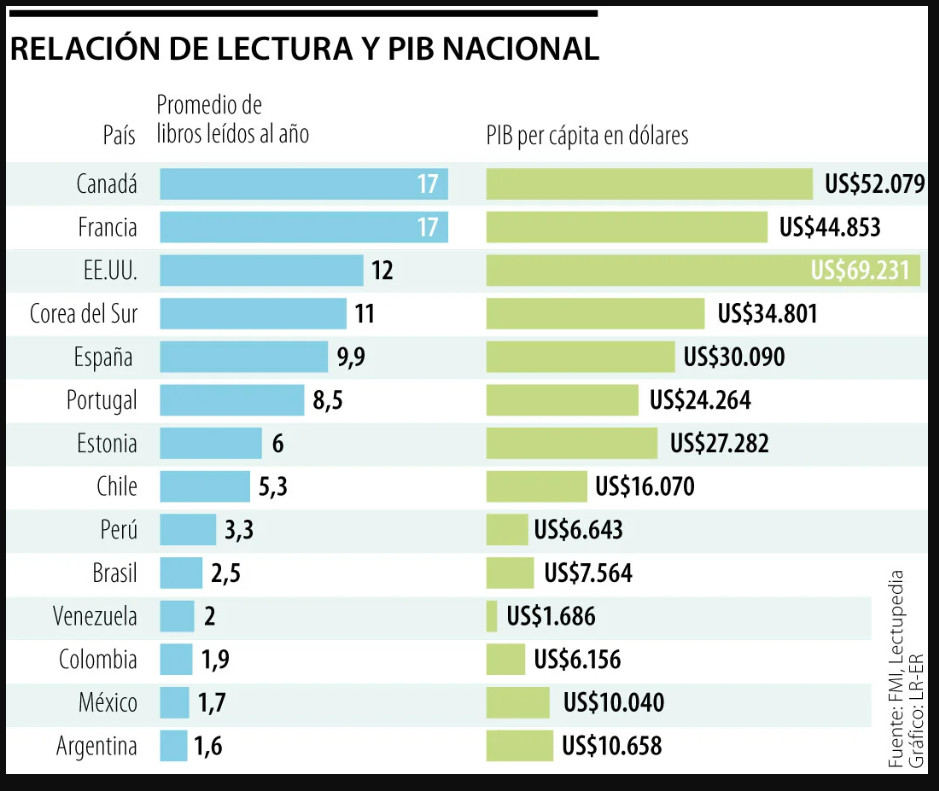 RELACIÓN DE LECTURA Y PIB NACIONAL
País
Promedio de
libros leídos al año
PIB per cápita en dólares
Canadá 17 US$52.079
Francia 17 US$44.853
EE.UU. 12 US$69.231
Corea del Sur 11 US$34.801
España 9,9 US$30.090
Portugal 8,5 US$24.264
Estonia 6 US$27.282
Chile 5,3 US$16.070
Perú 3,3 US$6.643
Brasil 2,5 US$7.564
Venezuela 2 US$1.686
Colombia 1,9 US$6.156
México 1,7 US$10.040
Argentina 1,6 US$10.658
Fuente: FMI, Lectupedia
Gráfico: LR-ER